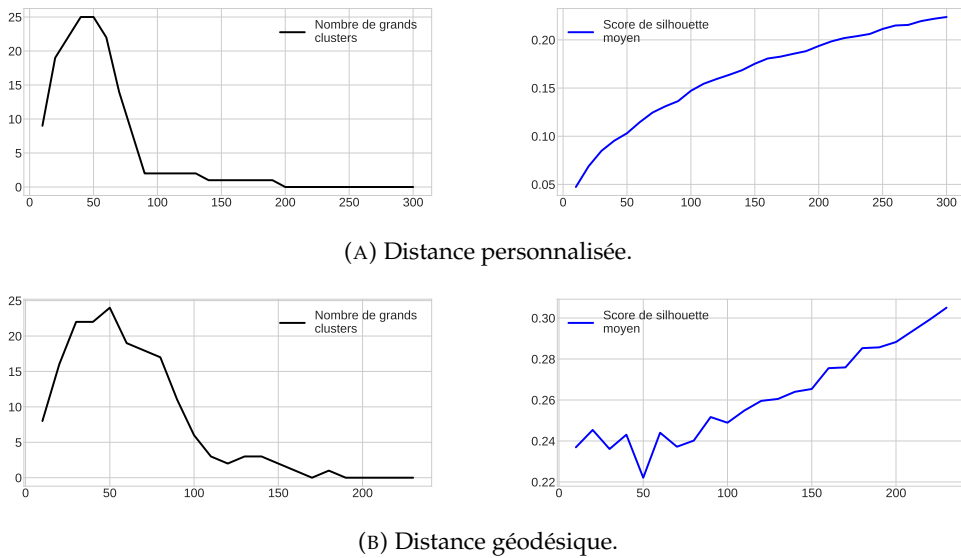 25
20
15
10
5
0
0 50 100 150 200 250 300
Nombre de grands
clusters
0.20
0.15
0.10
0.05
0 50 100 150 200 250 300
Score de silhouette
moyen
(A) Distance personnalisée.
25
20
15
10
5
0
0 50 100 150 200
Nombre de grands
clusters
0.30
0.28
0.26
0.24
0.22
0 50 100 150 200
Score de silhouette
moyen
(B) Distance géodésique.